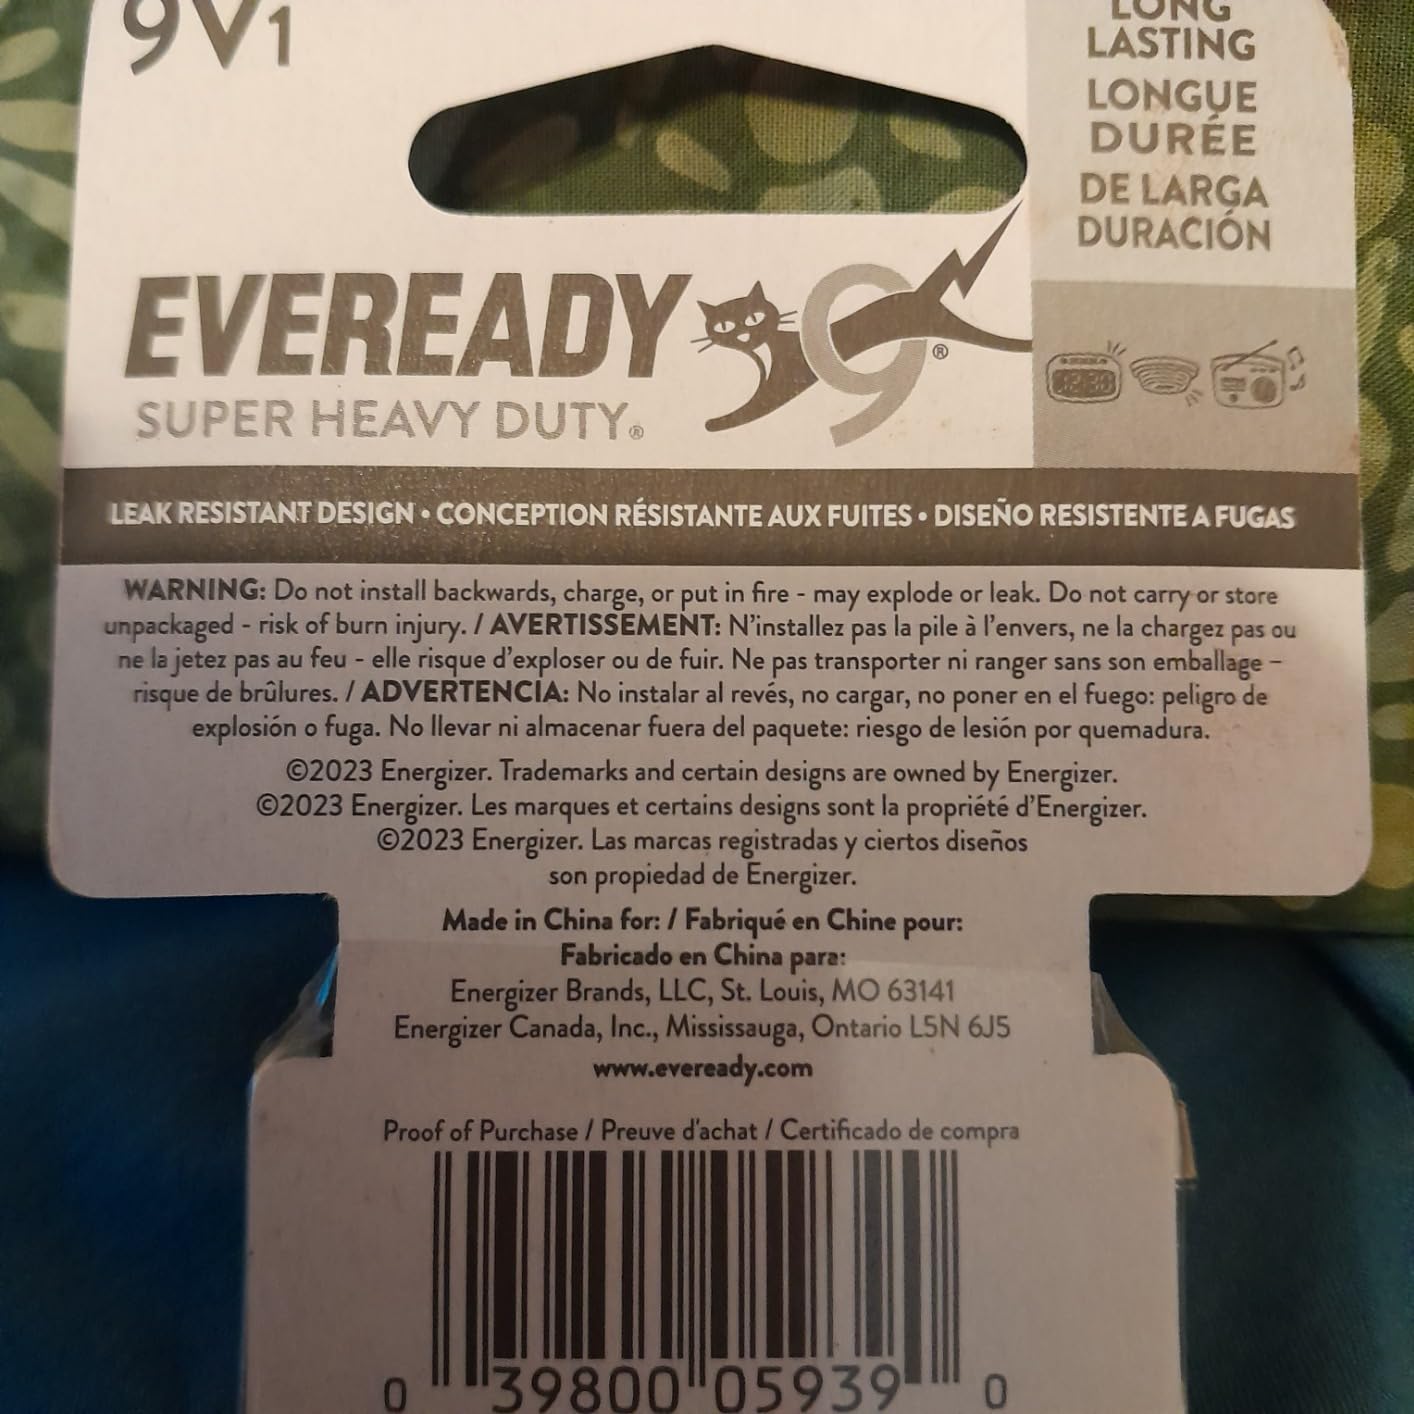 9V1
LONG
LASTING
LONGUE
DURÉE
DE LARGA
DURACIÓN
EVEREADY
9®
SUPER HEAVY DUTY®
12:30
LEAK RESISTANT DESIGN • CONCEPTION RÉSISTANTE AUX FUITES • DISEÑO RESISTENTE A FUGAS
WARNING: Do not install backwards, charge, or put in fire - may explode or leak. Do not carry or store
unpackaged - risk of burn injury. / AVERTISSEMENT: N'installez pas la pile à l'envers, ne la chargez pas ou
ne la jetez pas au feu - elle risque d'exploser ou de fuir. Ne pas transporter ni ranger sans son emballage –
risque de brûlures. / ADVERTENCIA: No instalar al revés, no cargar, no poner en el fuego: peligro de
explosión o fuga. No llevar ni almacenar fuera del paquete: riesgo de lesión por quemadura.
©2023 Energizer. Trademarks and certain designs are owned by Energizer.
©2023 Energizer. Les marques et certains designs sont la propriété d'Energizer.
©2023 Energizer. Las marcas registradas y ciertos diseños
son propiedad de Energizer.
Made in China for: / Fabriqué en Chine pour:
Fabricado en China para:
Energizer Brands, LLC, St. Louis, MO 63141
Energizer Canada, Inc., Mississauga, Ontario L5N 6J5
www.eveready.com
Proof of Purchase / Preuve d'achat / Certificado de compra
0 39800 05939 0